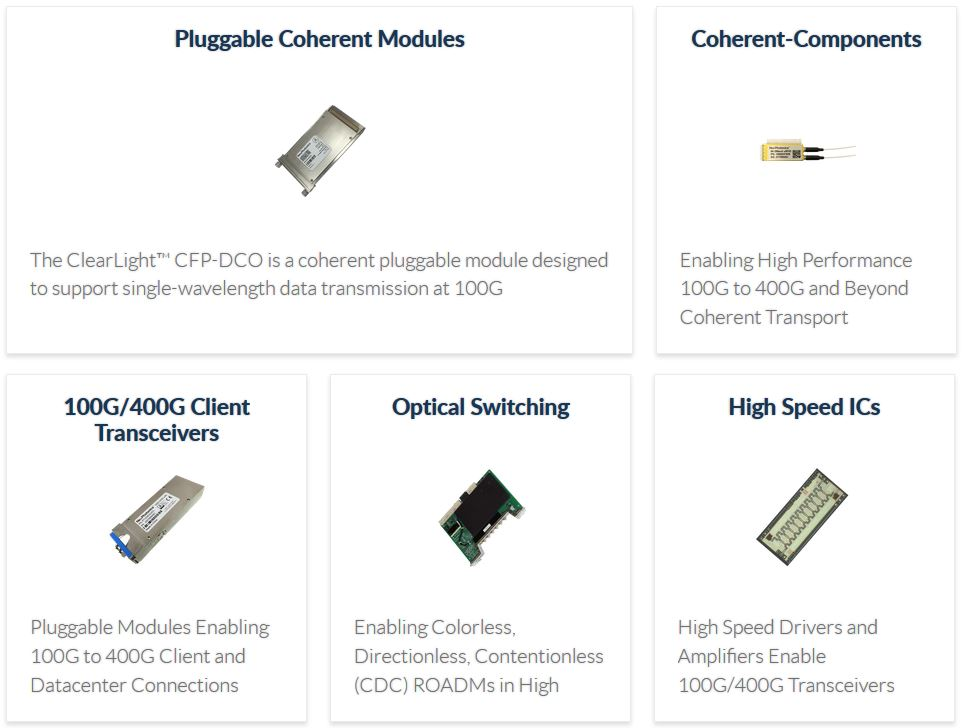 Pluggable Coherent Modules
The ClearLight™ CFP-DCO is a coherent pluggable module designed
to support single-wavelength data transmission at 100G
Coherent-Components
Enabling High Performance
100G to 400G and Beyond
Coherent Transport
100G/400G Client
Transceivers
Pluggable Modules Enabling
100G to 400G Client and
Datacenter Connections
Optical Switching
Enabling Colorless,
Directionless, Contentionless
(CDC) ROADMs in High
High Speed ICs
High Speed Drivers and
Amplifiers Enable
100G/400G Transceivers